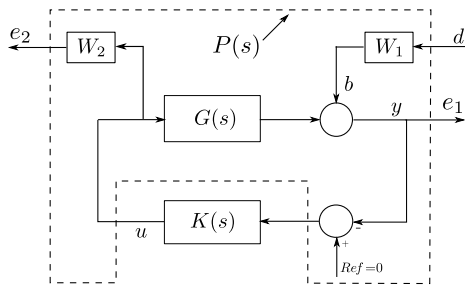 e₂
W₂
P(s)
W₁
d
b
G(s)
y
e₁
K(s)
u
-
+
Ref=0